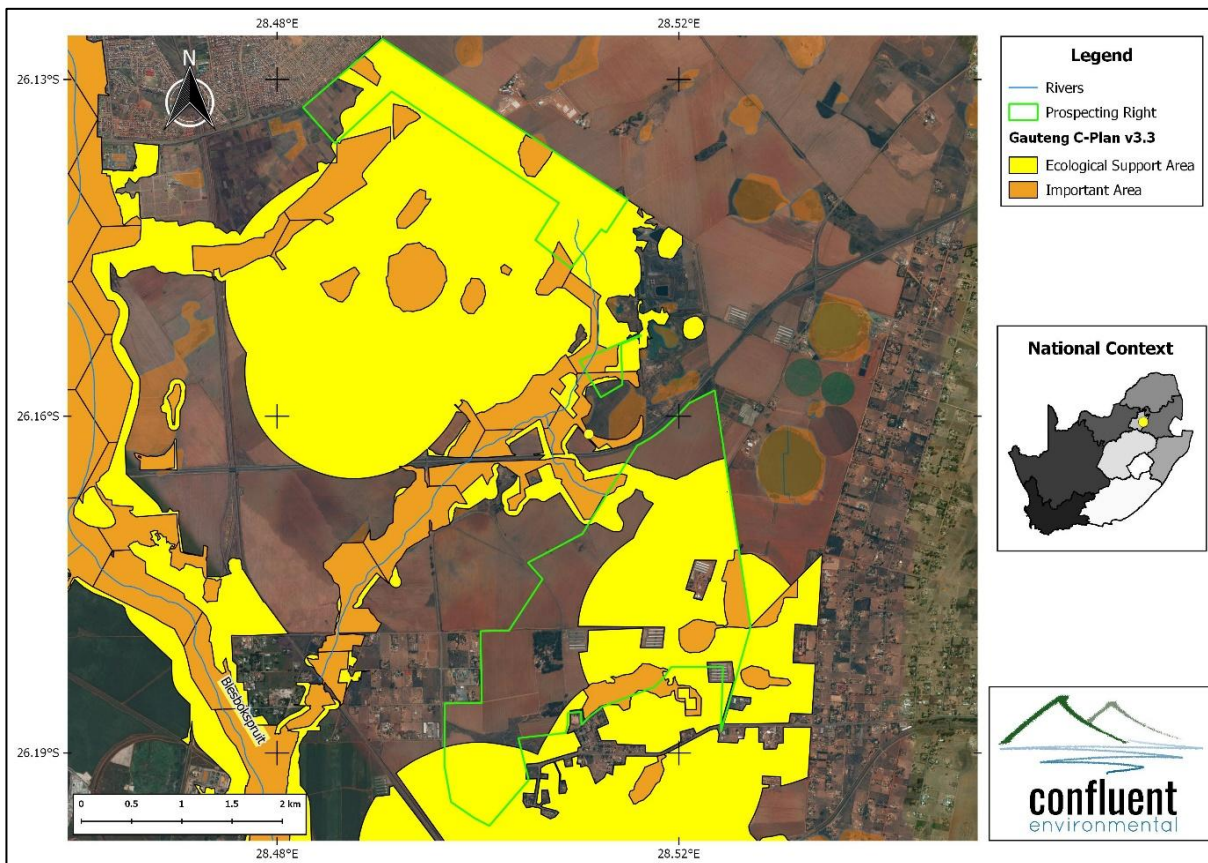 28.48°E
28.52°E
26.13°S
N
26.16°S
26.19°S
Blesbokspruit
0 0.5 1 1.5 2 km
28.48°E
28.52°E
Legend
Rivers
Prospecting Right
Gauteng C-Plan v3.3
Ecological Support Area
Important Area
National Context
confluent
environmental